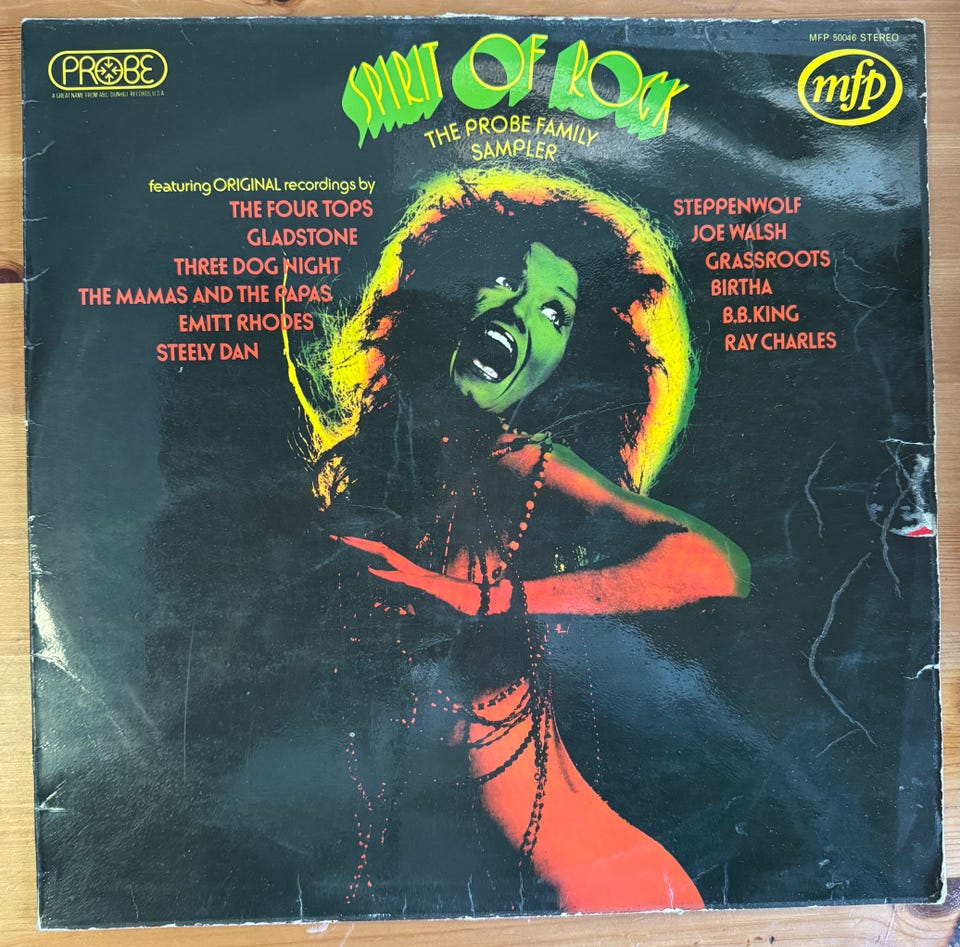 MFP 50046 STEREO
PROBE
A GREAT NAME FROM ABC/DUNHILL RECORDS U.S.A.
mfp
SPIRIT OF ROCK
THE PROBE FAMILY
SAMPLER
featuring ORIGINAL recordings by
THE FOUR TOPS
GLADSTONE
THREE DOG NIGHT
THE MAMAS AND THE PAPAS
EMITT RHODES
STEELY DAN
STEPPENWOLF
JOE WALSH
GRASSROOTS
BIRTHA
B.B.KING
RAY CHARLES